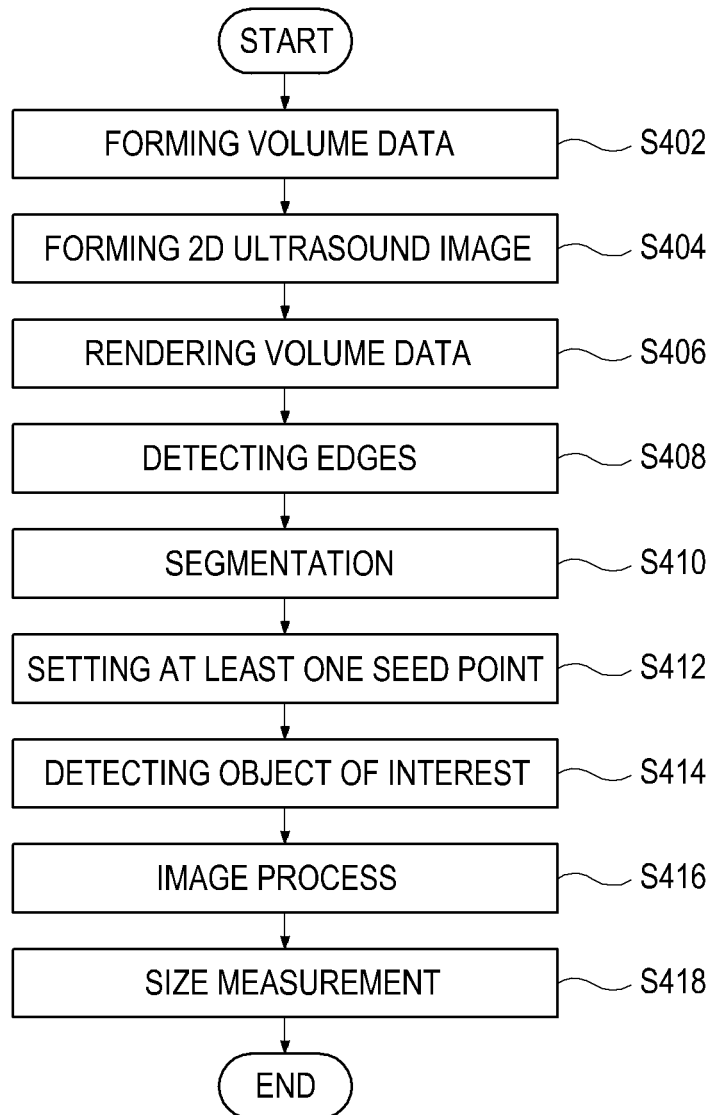 START
FORMING VOLUME DATA S402
FORMING 2D ULTRASOUND IMAGE S404
RENDERING VOLUME DATA S406
DETECTING EDGES S408
SEGMENTATION S410
SETTING AT LEAST ONE SEED POINT S412
DETECTING OBJECT OF INTEREST S414
IMAGE PROCESS S416
SIZE MEASUREMENT S418
END